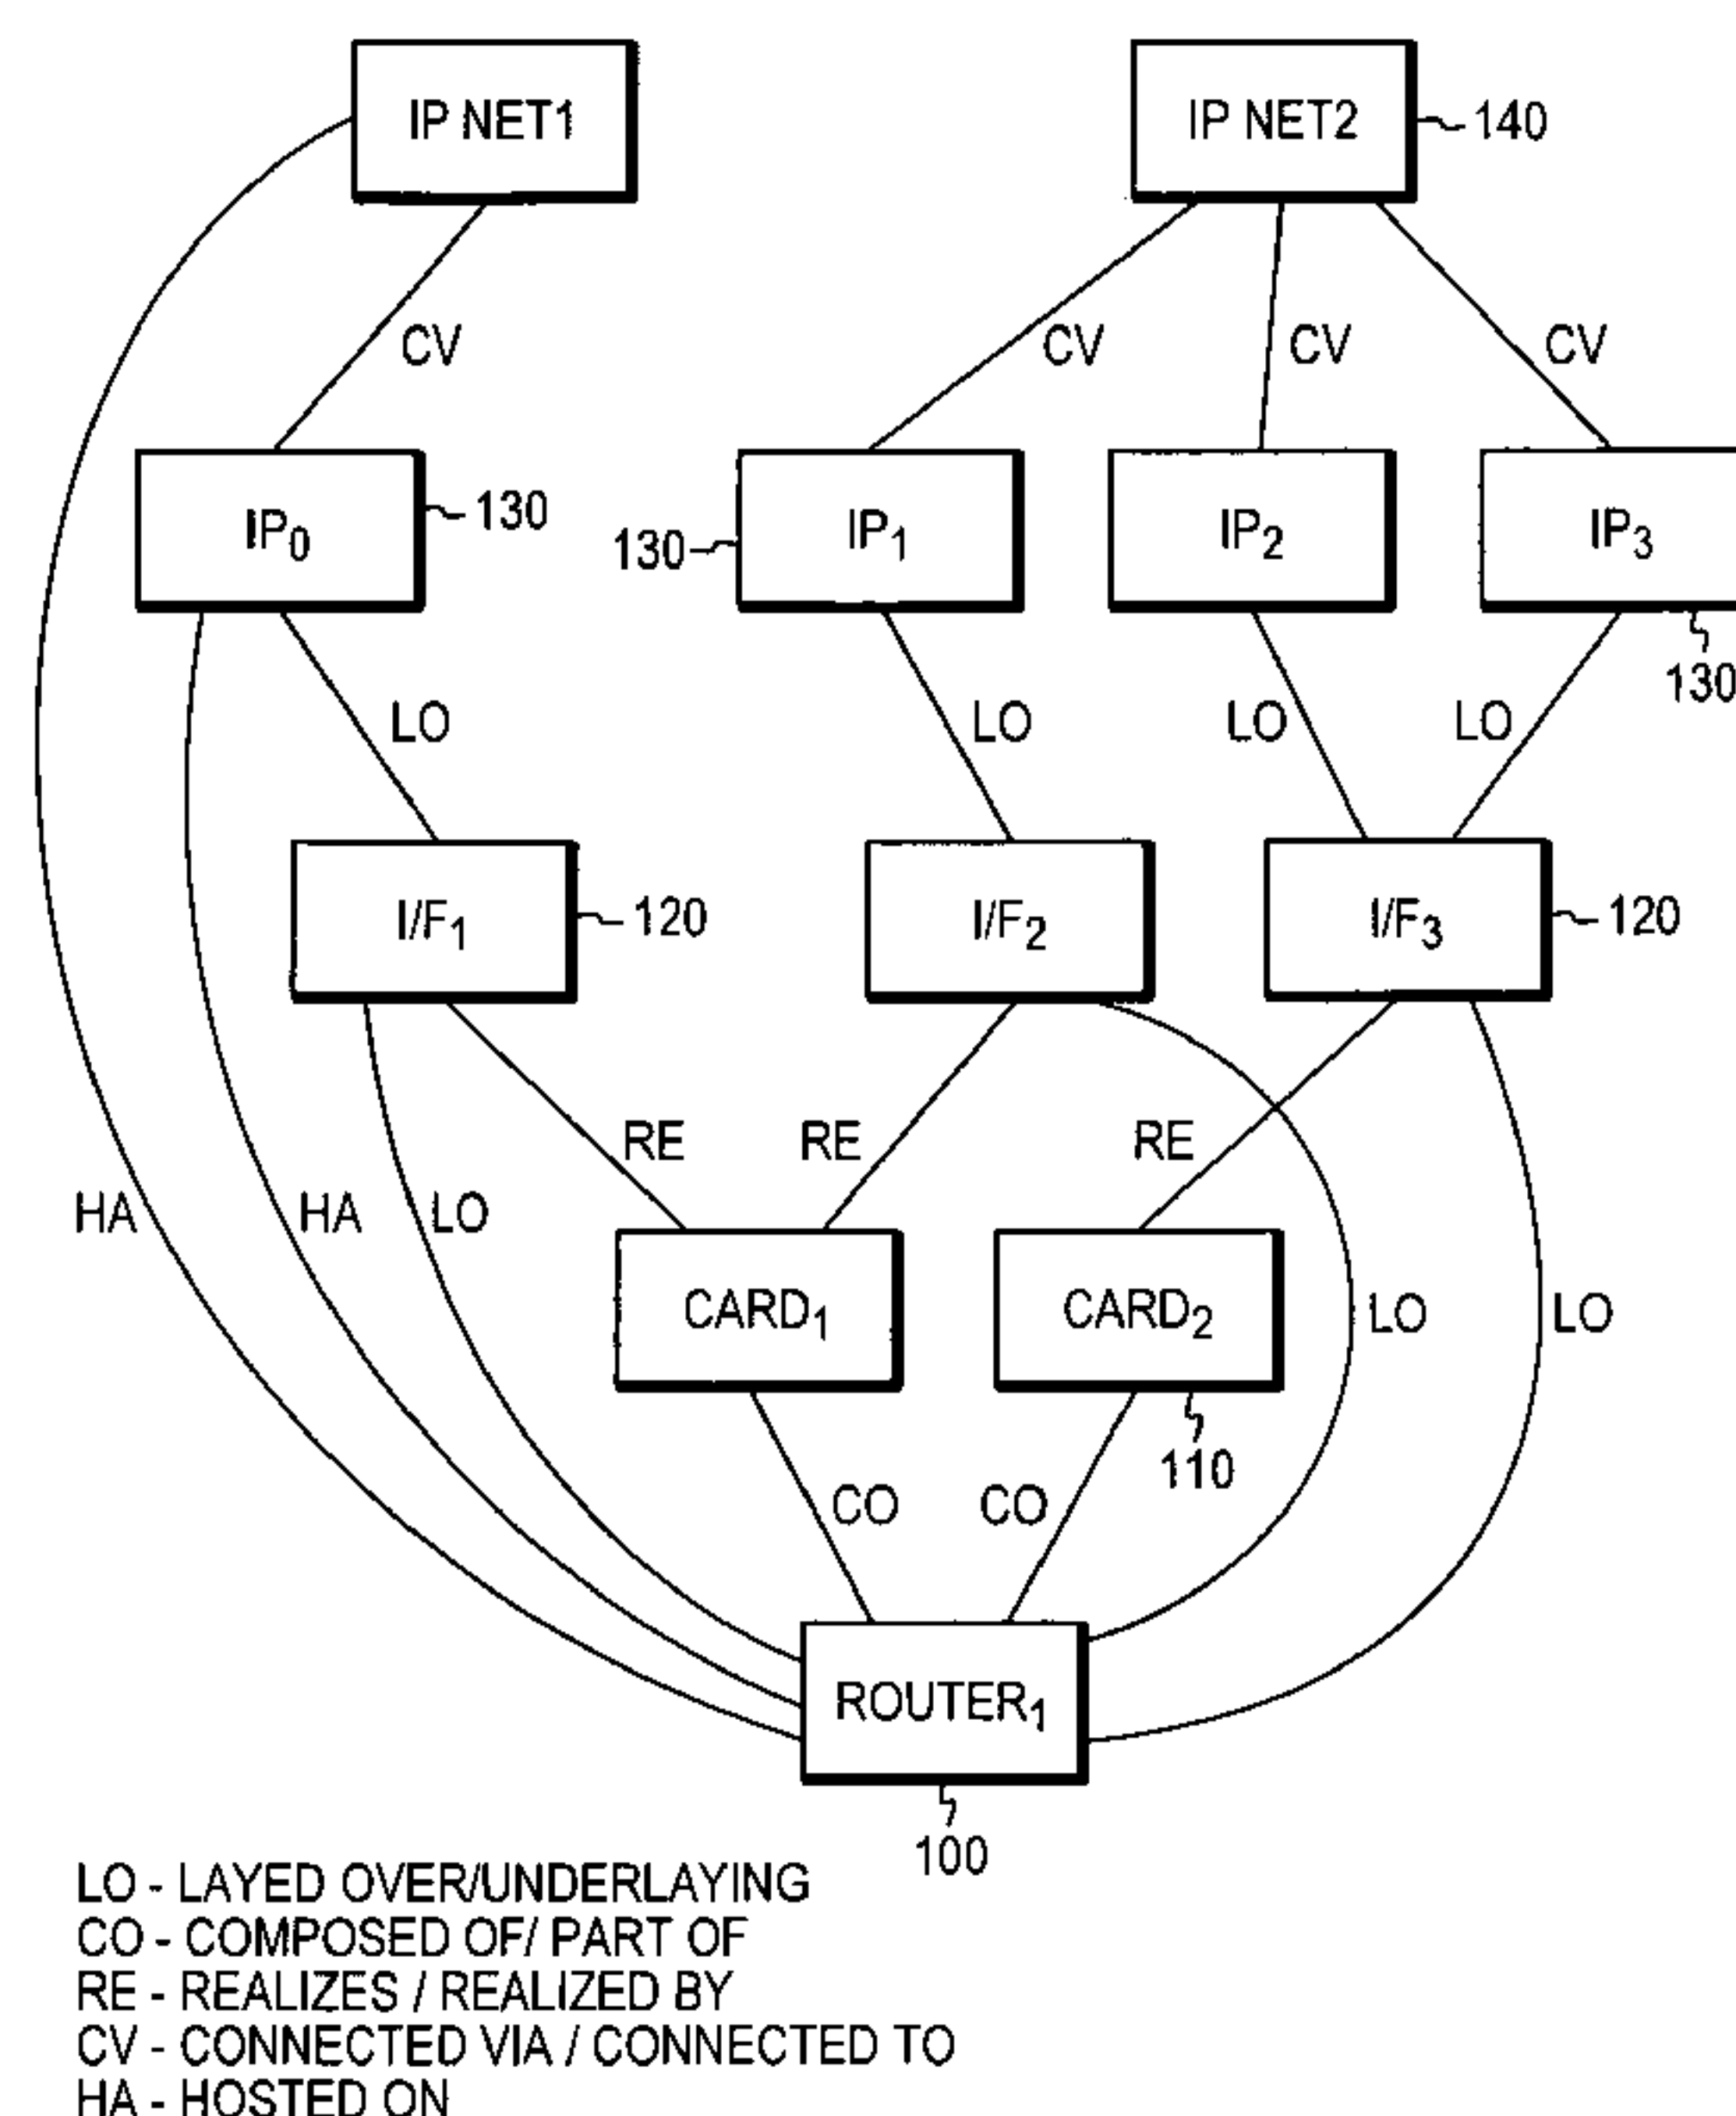 IP NET1
IP NET2
140
CV
CV
CV
CV
IP0
130
130
IP1
IP2
IP3
130
LO
LO
LO
LO
I/F1
120
I/F2
I/F3
120
RE
RE
RE
HA
HA
LO
CARD1
CARD2
LO
LO
110
CO
CO
ROUTER1
100
LO - LAYED OVER/UNDERLAYING
CO - COMPOSED OF/ PART OF
RE - REALIZES / REALIZED BY
CV - CONNECTED VIA / CONNECTED TO
HA - HOSTED ON